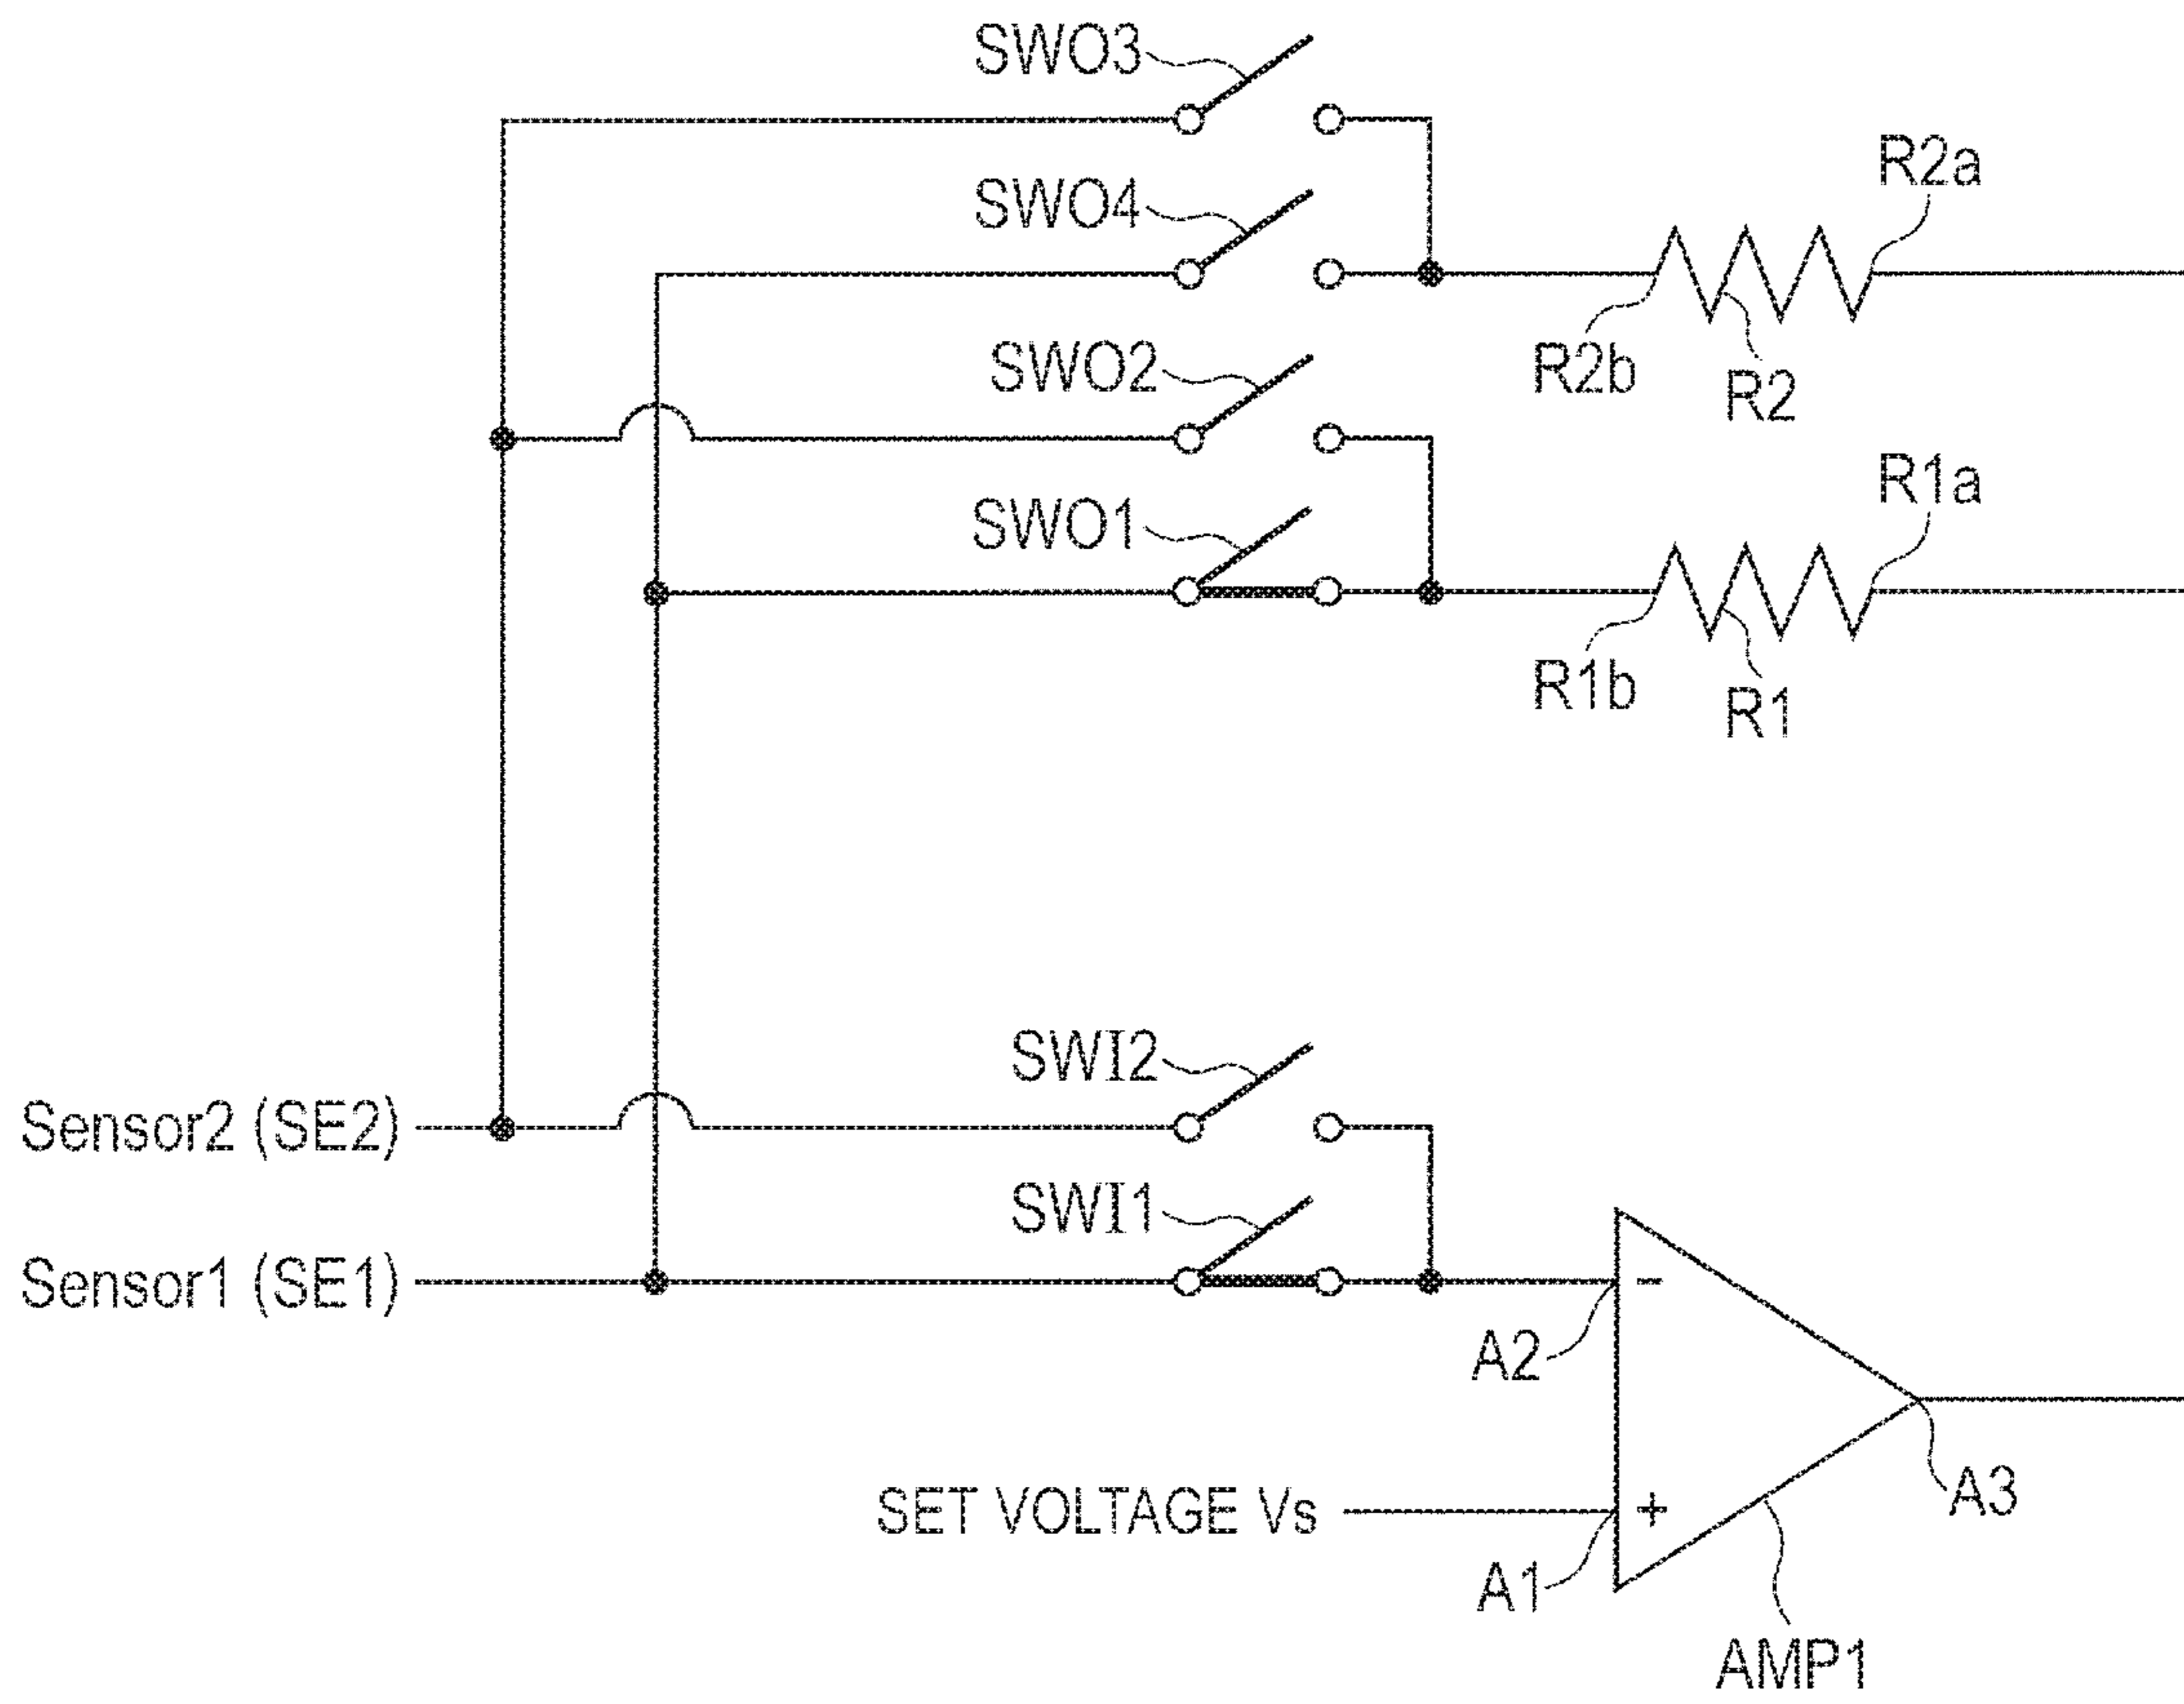 SWO3
R2a
SWO4
SWO2
R2b
R2
R1a
SWO1
R1b
R1
SWI2
Sensor2 (SE2)
SWI1
Sensor1 (SE1)
-
A2
SET VOLTAGE Vs
+
A3
A1
AMP1